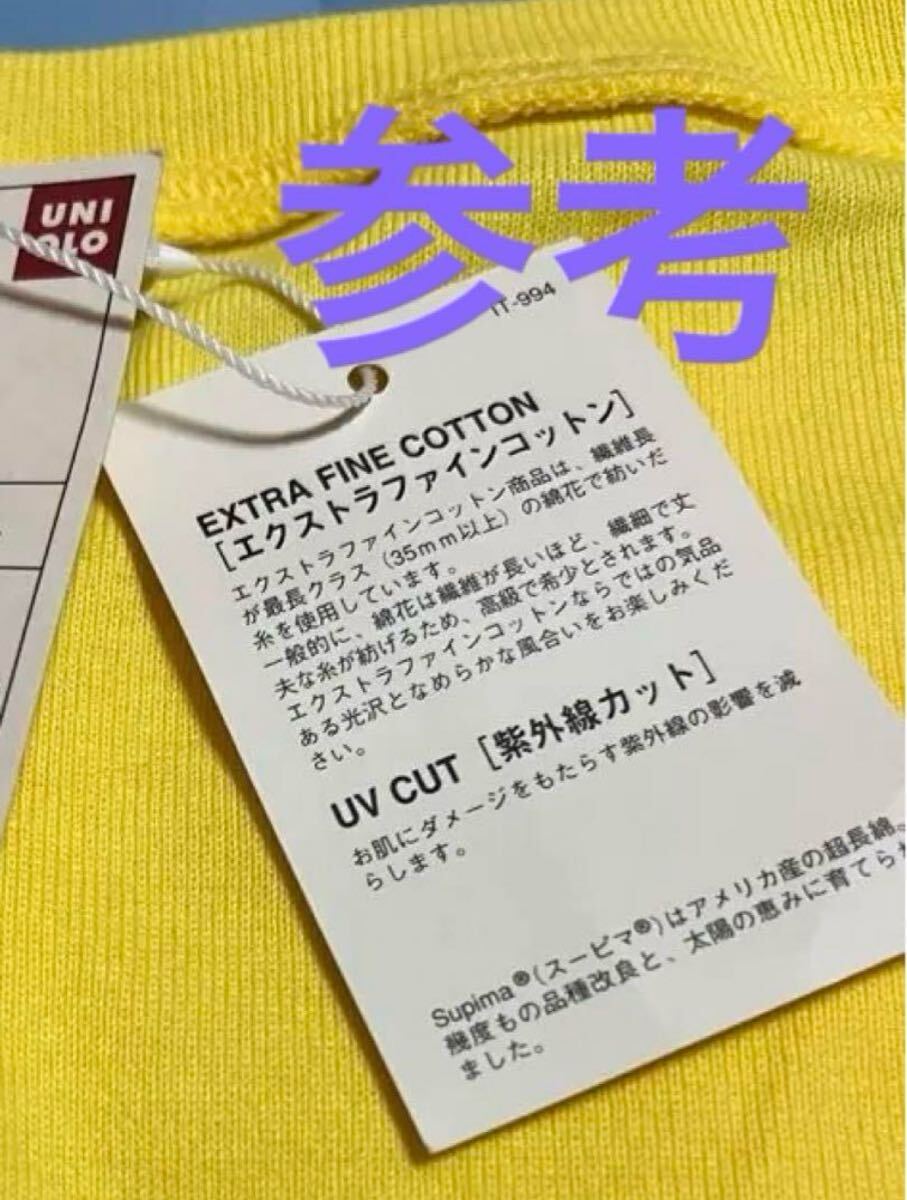 参考
UNI
QLO
IT-994
EXTRA FINE COTTON
[エクストラファインコットン]
エクストラファインコットン商品は、繊維長
が最長クラス（35mm以上）の綿花で紡いだ
糸を使用しています。
一般的に、綿花は繊維が長いほど、繊細で丈
夫な糸が紡げるため、高級で希少とされます。
エクストラファインコットンならではの気品
ある光沢となめらかな風合いをお楽しみくだ
さい。
UV CUT [紫外線カット]
お肌にダメージをもたらす紫外線の影響を減
らします。
Supima®(スーピマ®)はアメリカ産の超長綿。
幾度もの品種改良と、太陽の恵みに育てられ
ました。